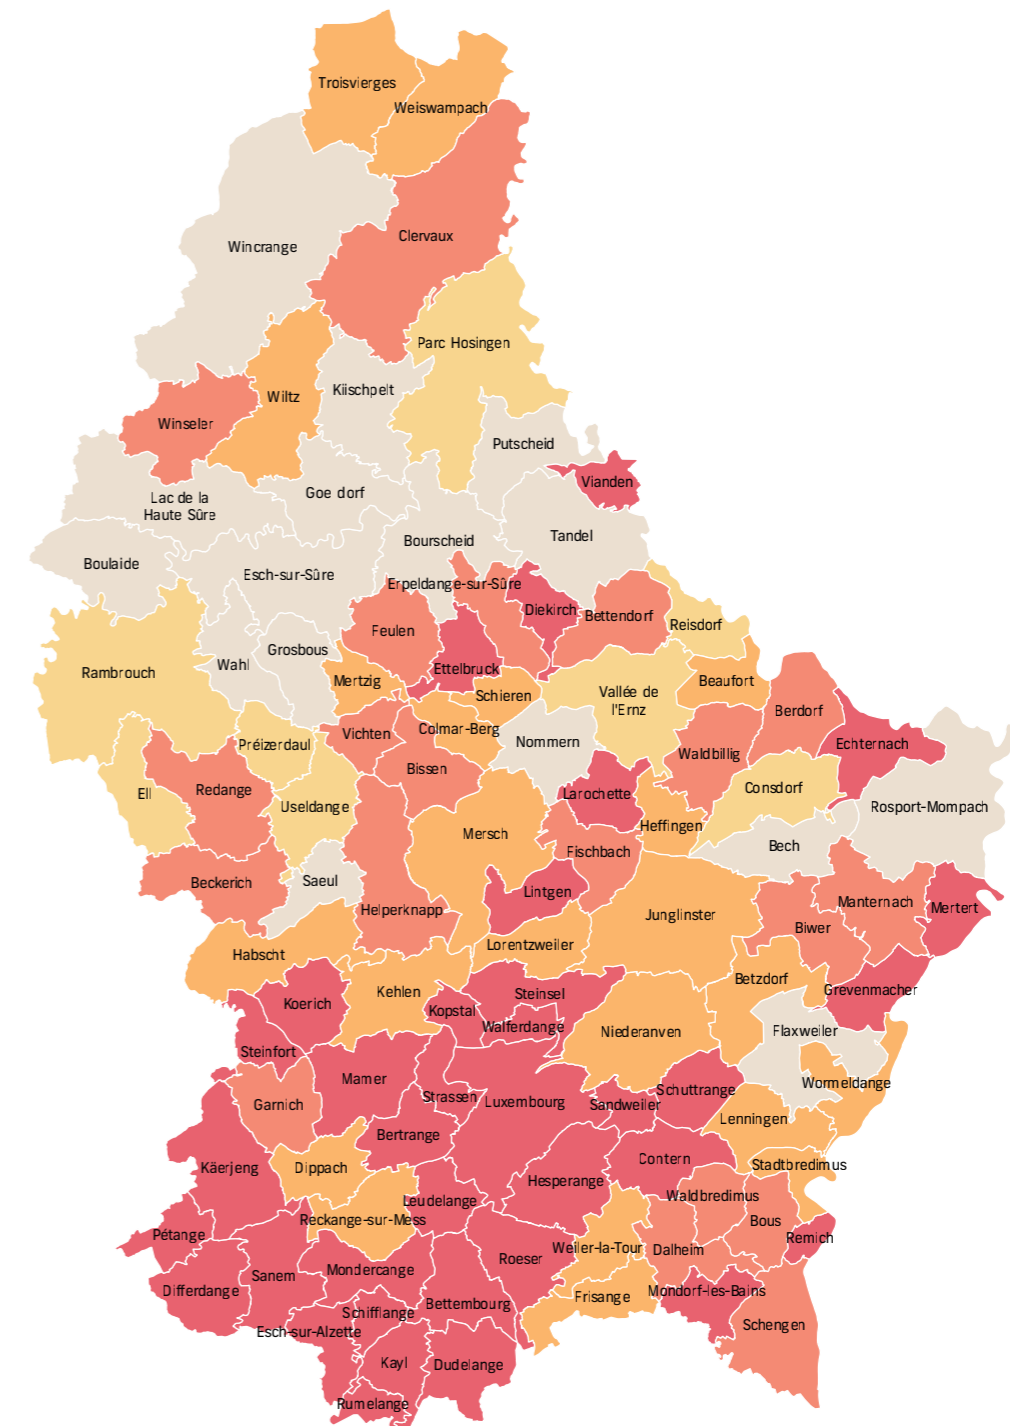 Troisvierges
Weiswampach
Clervaux
Wincrange
Parc Hosingen
Kiischpelt
Wiltz
Winseler
Putscheid
Vianden
Goe dorf
Lac de la
Haute Sûre
Tandel
Bourscheid
Boulaide
Esch-sur-Sûre
Erpeldange-sur-Sûre
Diekirch
Bettendorf
Reisdorf
Feulen
Grosbous
Wahl
Ettelbruck
Rambrouch
Mertzig
Beaufort
Schieren
Vallée de
l'Ernz
Berdorf
Colmar-Berg
Vichten
Préizerdaul
Nommern
Echternach
Waldbillig
Bissen
Redange
Ell
Useldange
Larochette
Consdorf
Rosport-Mompach
Heffingen
Mersch
Bech
Fischbach
Saeul
Beckerich
Lintgen
Manternach
Mertert
Helperknapp
Junglinster
Biwer
Lorentzweiler
Habscht
Betzdorf
Grevenmacher
Kehlen
Steinsel
Koerich
Kopstal
Walferdange
Niederanven
Flaxweiler
Steinfort
Mamer
Wormeldange
Schuttrange
Strassen
Luxembourg
Sandweiler
Garnich
Lenningen
Bertrange
Contern
Stadtbredimus
Käerjeng
Dippach
Hesperange
Waldbredimus
Leudelange
Reckange-sur-Mess
Bous
Pétange
Remich
Weiler-la-Tour
Dalheim
Roeser
Mondercange
Sanem
Differdange
Mondorf-les-Bains
Frisange
Bettembourg
Schifflange
Schengen
Esch-sur-Alzette
Kayl
Dudelange
Rumelange